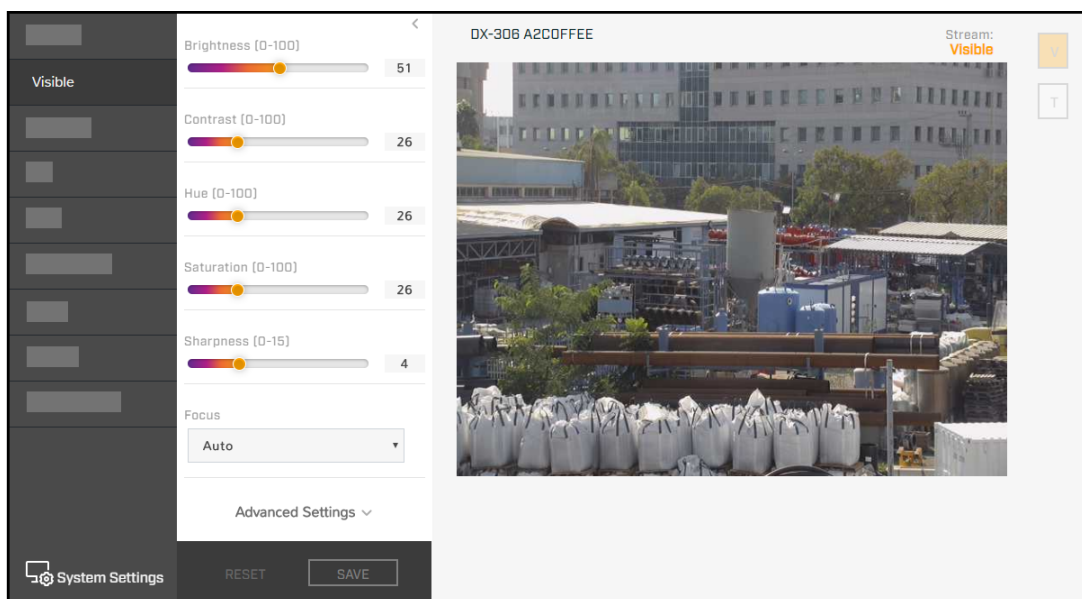 Visible
System Settings
Brightness (0-100)
51
Contrast (0-100)
26
Hue (0-100)
26
Saturation (0-100)
26
Sharpness (0-15)
4
Focus
Auto
Advanced Settings
RESET
SAVE
DX-306 A2C0FFEE
Stream:
Visible
V
T